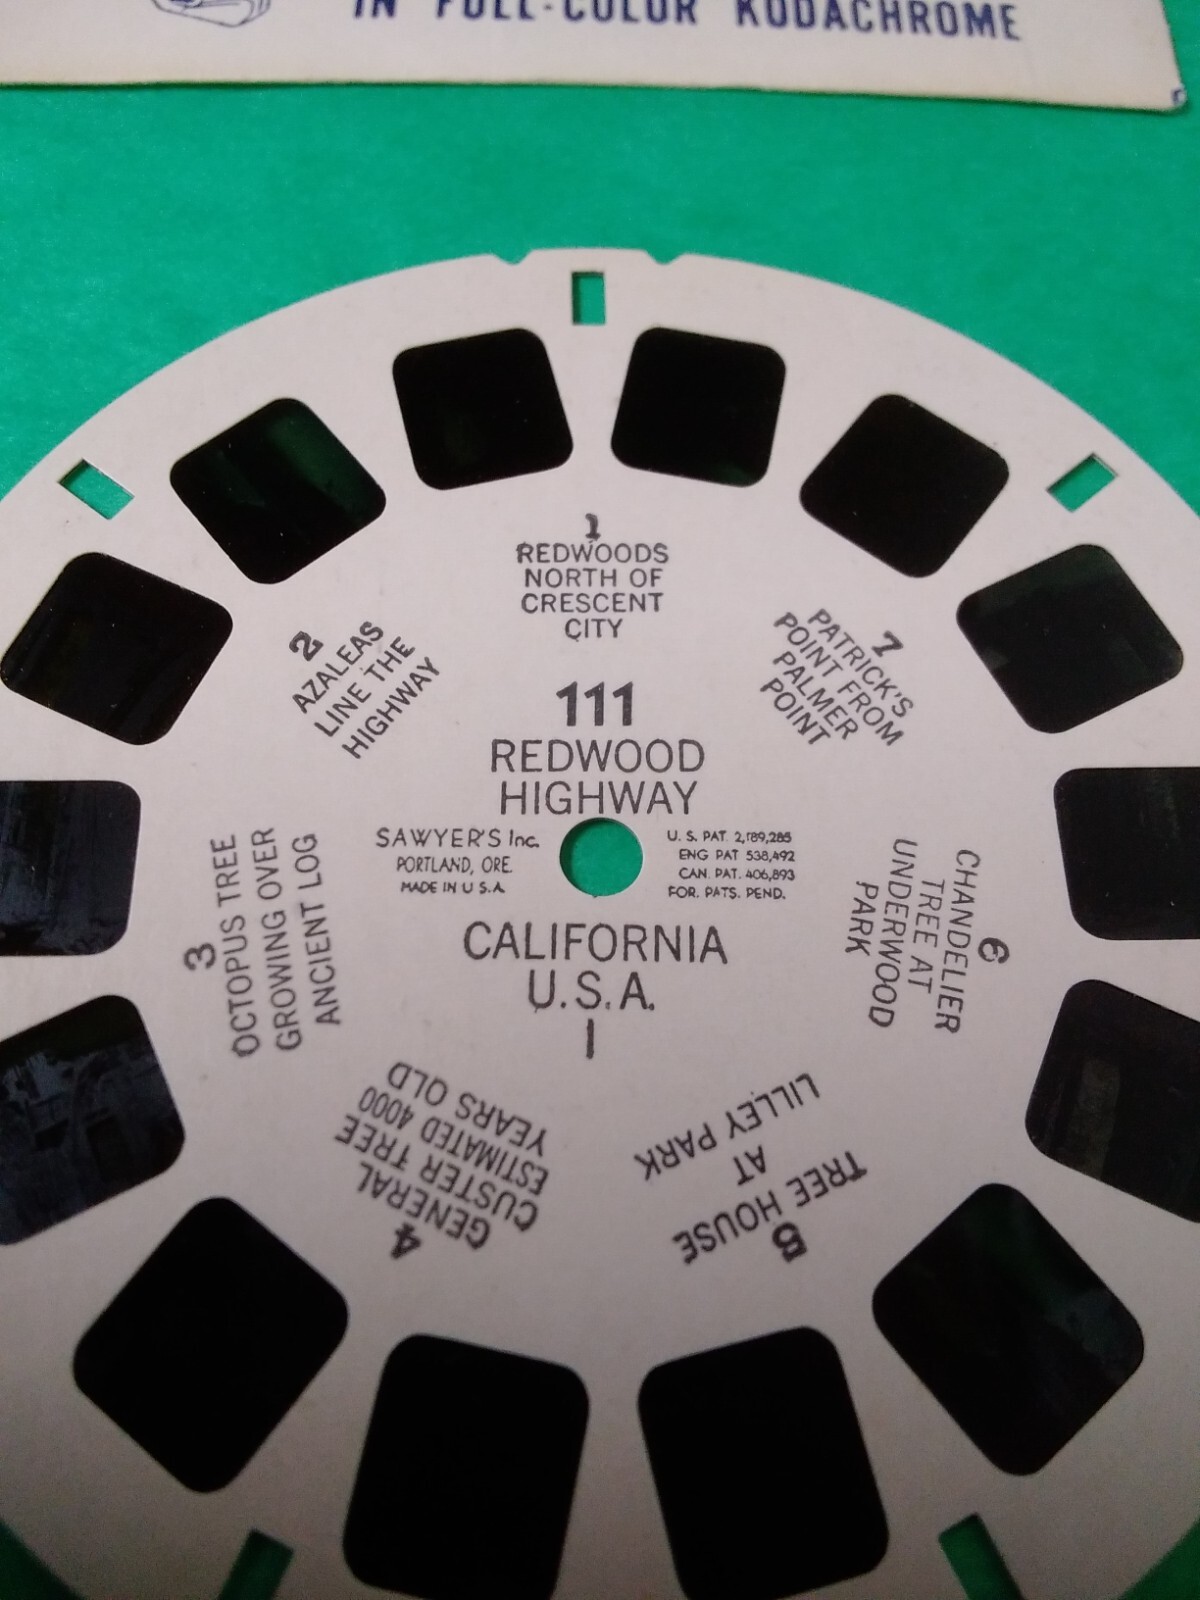 IN FULL-COLOR KODACHROME
1
REDWOODS
NORTH OF
CRESCENT
CITY
2
AZALEAS
LINE THE
HIGHWAY
7
PATRICK'S
POINT FROM
PALMER
POINT
111
REDWOOD
HIGHWAY
SAWYER'S Inc.
PORTLAND, ORE.
MADE IN U.S.A.
U. S. PAT. 2,189,285
ENG PAT 538,492
CAN. PAT. 406,893
FOR. PATS. PEND.
CALIFORNIA
U.S.A.
1
3
OCTOPUS TREE
GROWING OVER
ANCIENT LOG
6
CHANDELIER
TREE AT
UNDERWOOD
PARK
4
GENERAL
CUSTER TREE
ESTIMATED 4000
YEARS OLD
5
TREE HOUSE
AT
LILLEY PARK